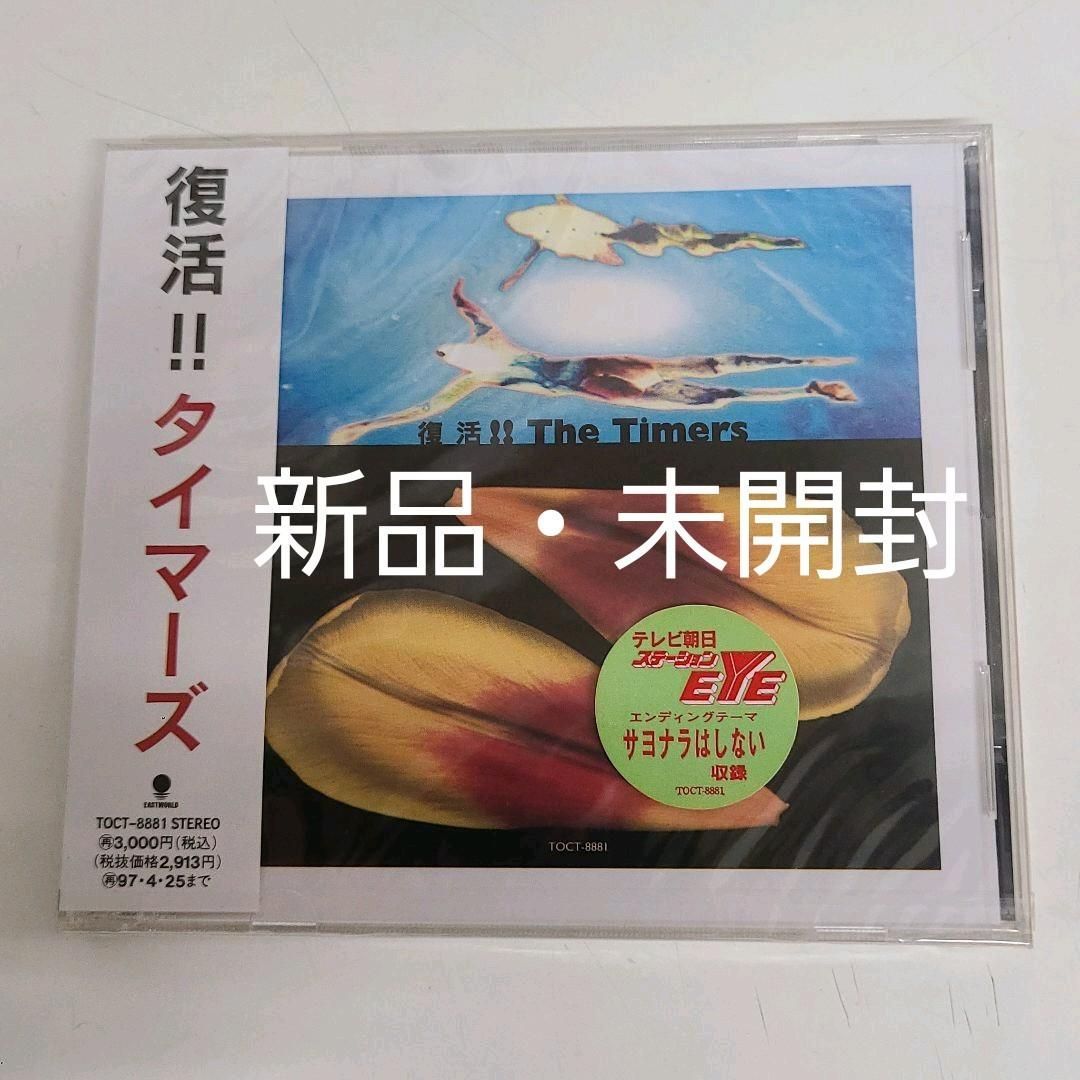 復活!!タイマーズ
EASTWORLD
TOCT-8881 STEREO
㊢3,000円(税込)
(税抜価格2,913円)
㊢97・4・25まで
復活!! The Timers
新品・未開封
テレビ朝日
ステーション
EYE
エンディングテーマ
サヨナラはしない
収録
TOCT-8881
TOCT-8881